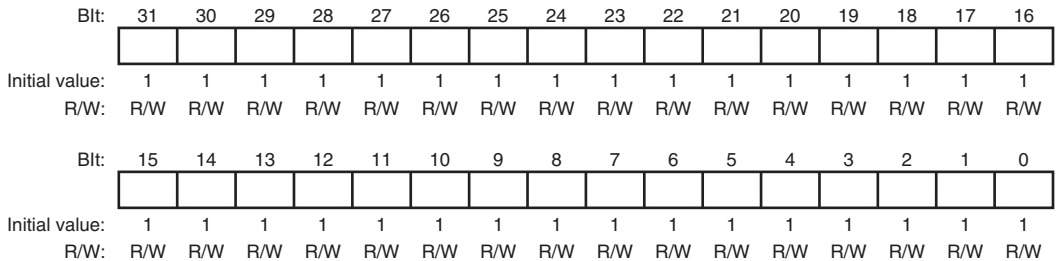 BIt: 31 30 29 28 27 26 25 24 23 22 21 20 19 18 17 16
Initial value: 1 1 1 1 1 1 1 1 1 1 1 1 1 1 1 1
R/W: R/W R/W R/W R/W R/W R/W R/W R/W R/W R/W R/W R/W R/W R/W R/W R/W
BIt: 15 14 13 12 11 10 9 8 7 6 5 4 3 2 1 0
Initial value: 1 1 1 1 1 1 1 1 1 1 1 1 1 1 1 1
R/W: R/W R/W R/W R/W R/W R/W R/W R/W R/W R/W R/W R/W R/W R/W R/W R/W